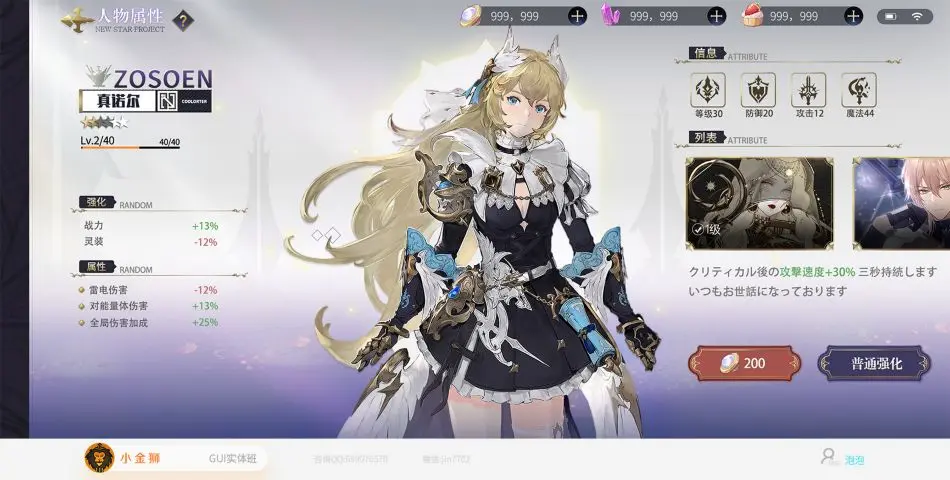 人物属性
NEW STAR PROJECT
?
999, 999
999, 999
999, 999
ZOSOEN
真诺尔
COOLORTER
Lv.2/40
40/40
强化
RANDOM
战力
+13%
灵装
-12%
属性
RANDOM
雷电伤害
-12%
对能量体伤害
+13%
全局伤害加成
+25%
信息
ATTRIBUTE
等级30
防御20
攻击12
魔法44
列表
ATTRIBUTE
1级
クリティカル後の攻撃速度+30% 三秒持続します
いつもお世話になっております
200
普通强化
小金狮
GUI实体班
泡泡